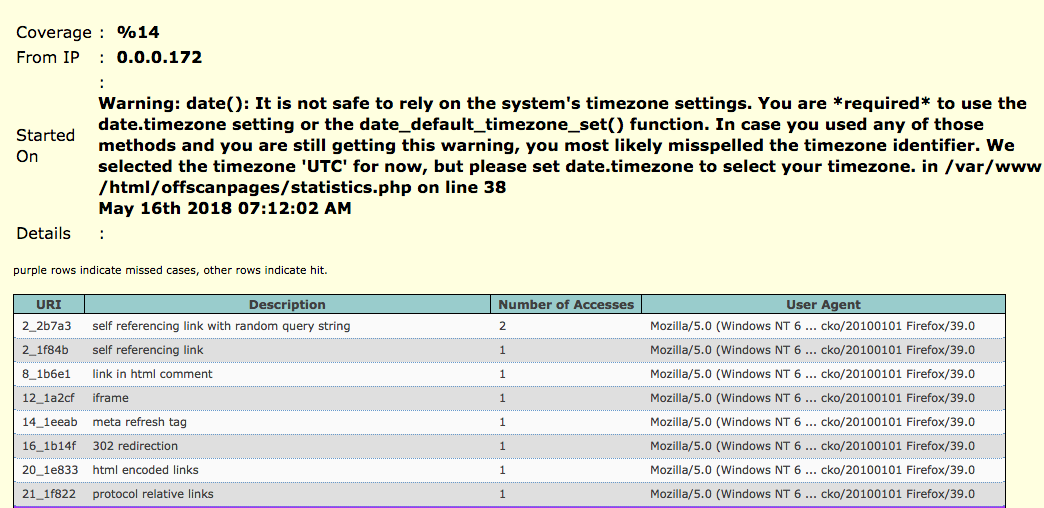 Coverage : %14
From IP : 0.0.0.172
:
Warning: date(): It is not safe to rely on the system's timezone settings. You are *required* to use the
date.timezone setting or the date_default_timezone_set() function. In case you used any of those
Started On
methods and you are still getting this warning, you most likely misspelled the timezone identifier. We
selected the timezone 'UTC' for now, but please set date.timezone to select your timezone. in /var/www
/html/offscanpages/statistics.php on line 38
May 16th 2018 07:12:02 AM
Details :
purple rows indicate missed cases, other rows indicate hit.
URI Description Number of Accesses User Agent
2_2b7a3 self referencing link with random query string 2 Mozilla/5.0 (Windows NT 6 ... cko/20100101 Firefox/39.0
2_1f84b self referencing link 1 Mozilla/5.0 (Windows NT 6 ... cko/20100101 Firefox/39.0
8_1b6e1 link in html comment 1 Mozilla/5.0 (Windows NT 6 ... cko/20100101 Firefox/39.0
12_1a2cf iframe 1 Mozilla/5.0 (Windows NT 6 ... cko/20100101 Firefox/39.0
14_1eeab meta refresh tag 1 Mozilla/5.0 (Windows NT 6 ... cko/20100101 Firefox/39.0
16_1b14f 302 redirection 1 Mozilla/5.0 (Windows NT 6 ... cko/20100101 Firefox/39.0
20_1e833 html encoded links 1 Mozilla/5.0 (Windows NT 6 ... cko/20100101 Firefox/39.0
21_1f822 protocol relative links 1 Mozilla/5.0 (Windows NT 6 ... cko/20100101 Firefox/39.0